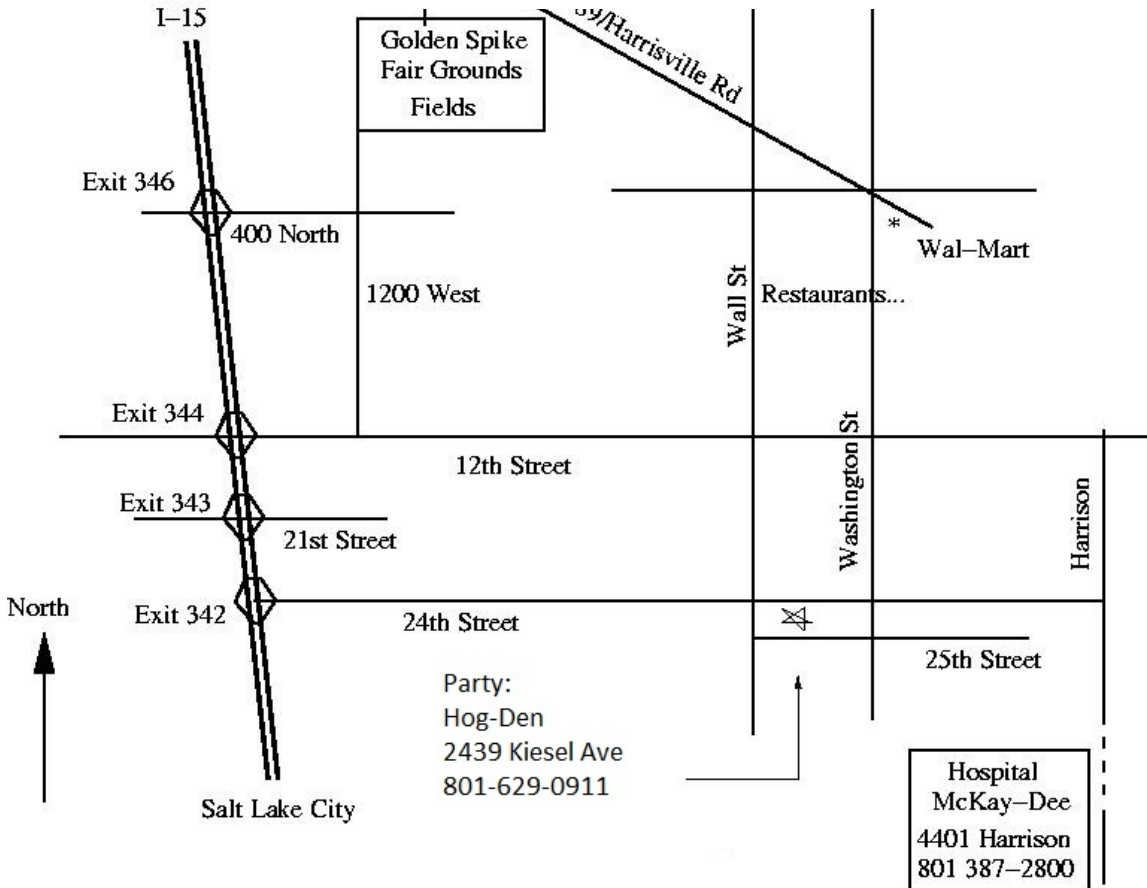 I–15
Golden Spike
Fair Grounds
Fields
39/Harrisville Rd
Exit 346
400 North
*
Wal–Mart
1200 West
Wall St
Restaurants...
Exit 344
12th Street
Washington St
Exit 343
21st Street
Harrison
North
Exit 342
24th Street
25th Street
Party:
Hog-Den
2439 Kiesel Ave
801-629-0911
Salt Lake City
Hospital
McKay–Dee
4401 Harrison
801 387–2800